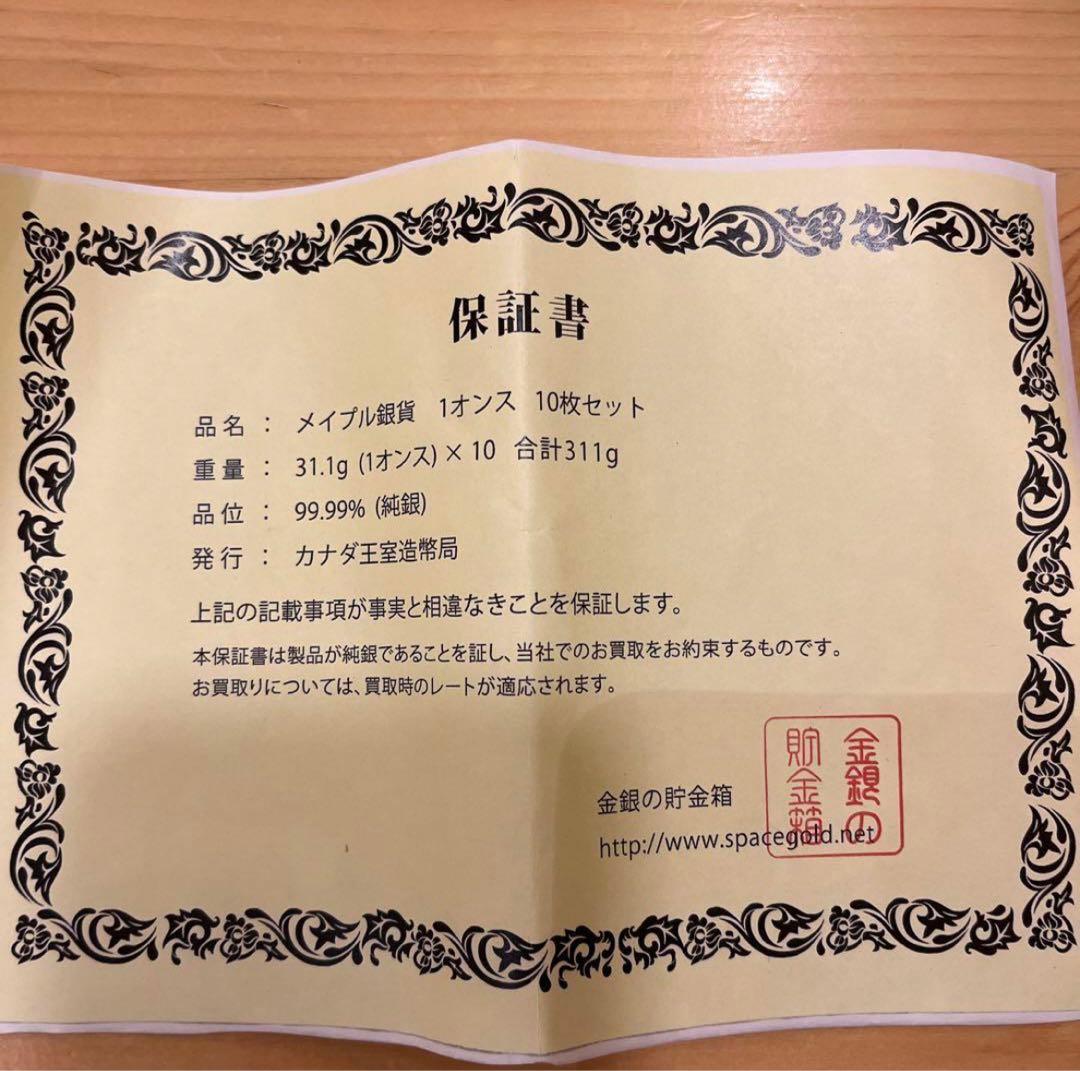 保証書
品名 : メイプル銀貨 1オンス 10枚セット
重量 : 31.1g (1オンス) × 10 合計311g
品位 : 99.99% (純銀)
発行 : カナダ王室造幣局
上記の記載事項が事実と相違なきことを保証します。
本保証書は製品が純銀であることを証し、当社でのお買取をお約束するものです。
お買取りについては、買取時のレートが適応されます。
金銀の貯金箱
http://www.spacegold.net
金銀の
貯金箱